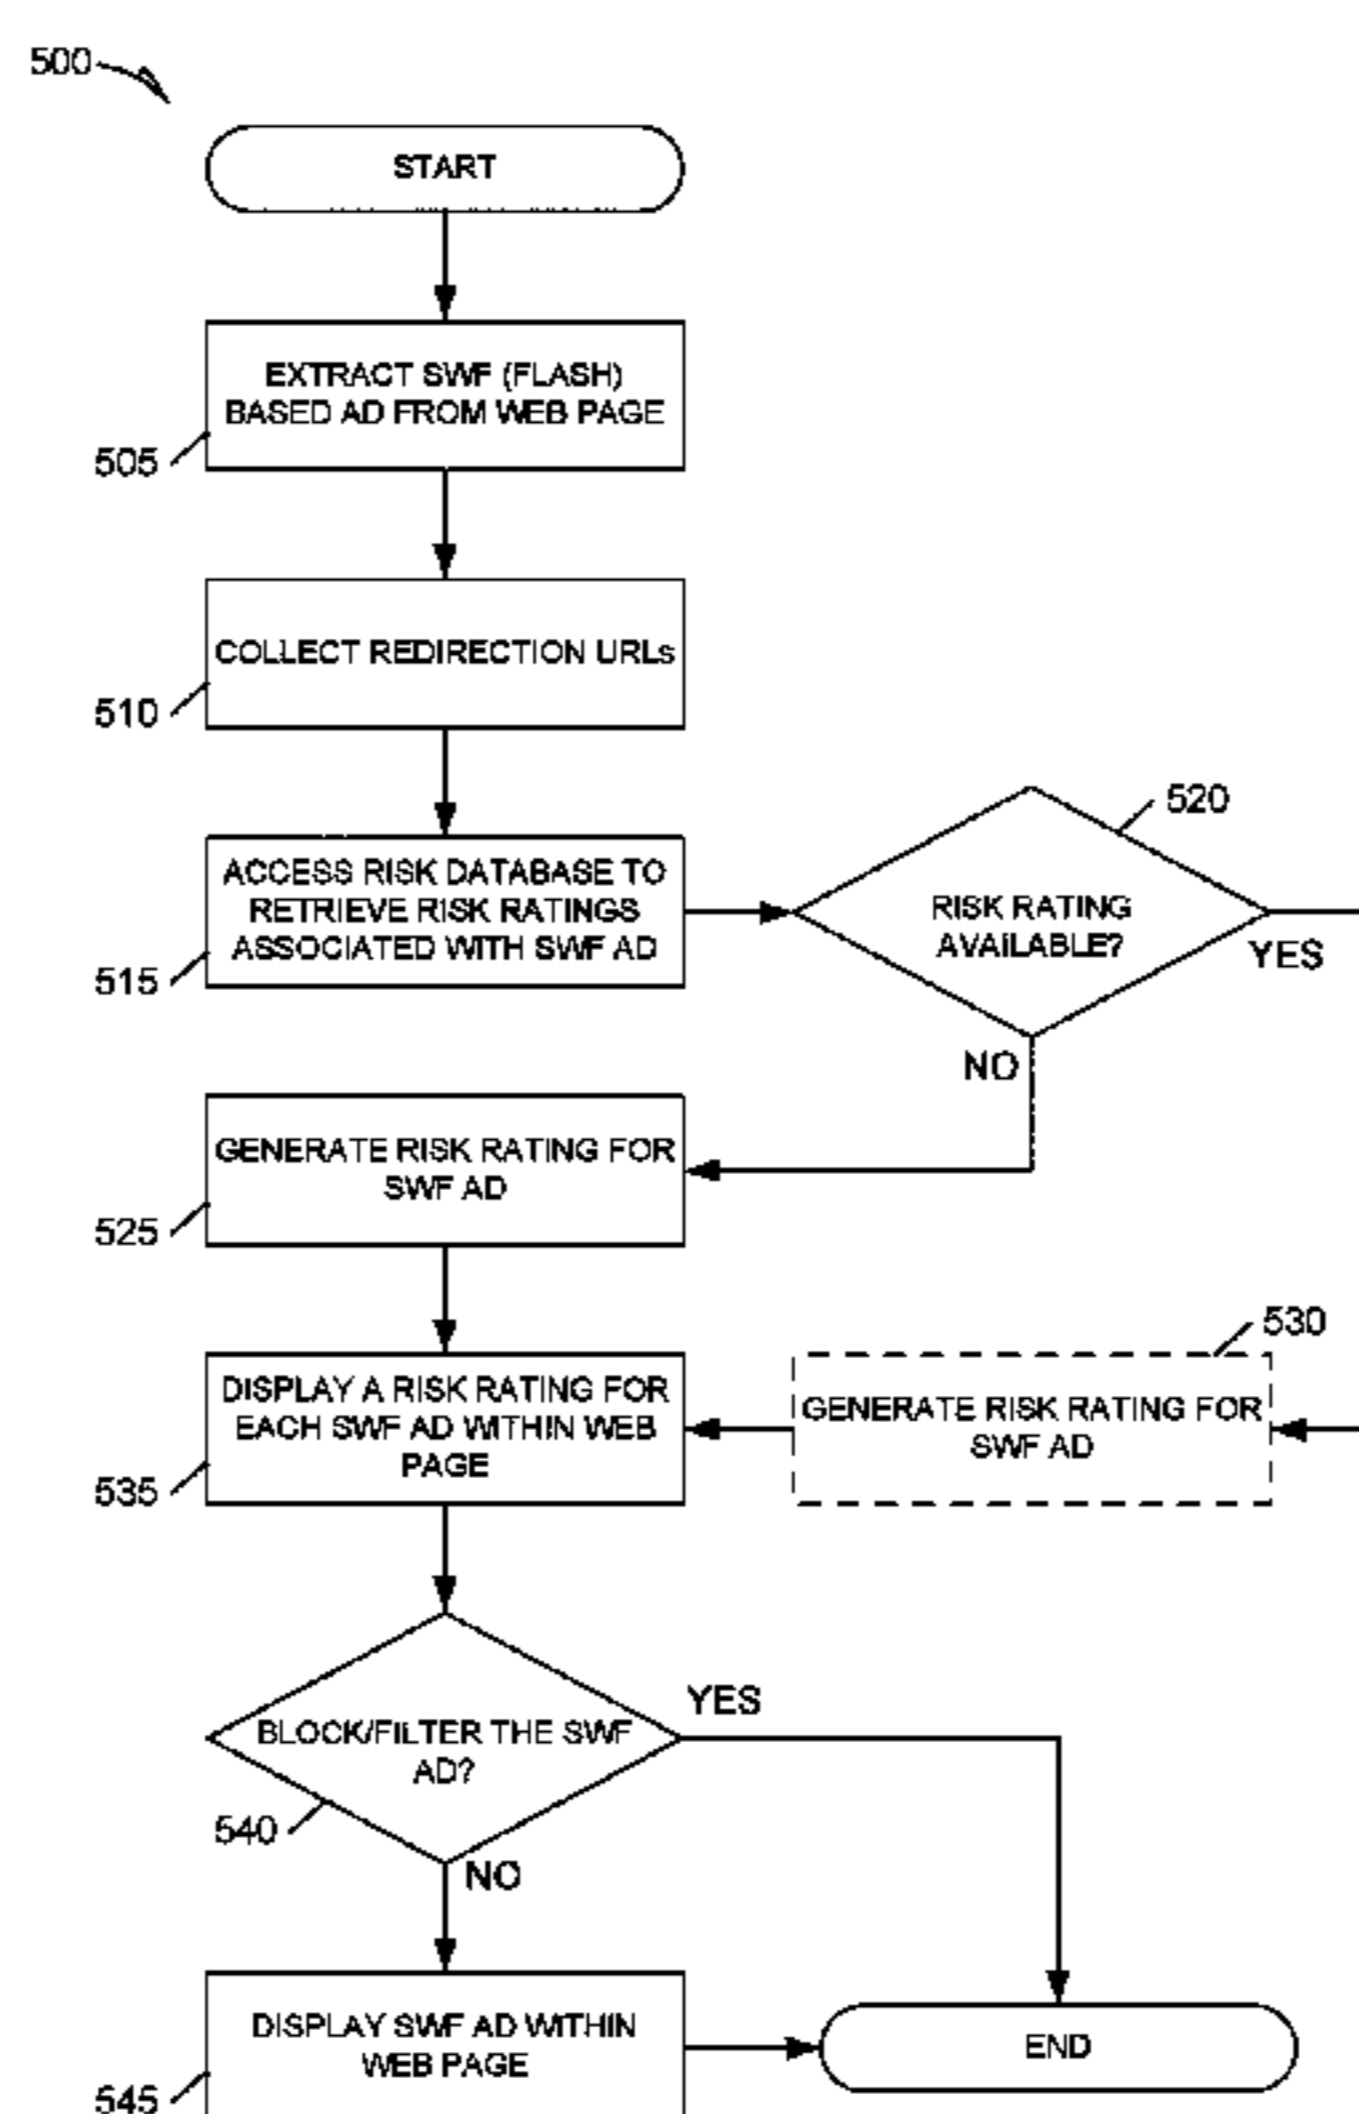 500
START
EXTRACT SWF (FLASH)
BASED AD FROM WEB PAGE
505
COLLECT REDIRECTION URLs
510
520
ACCESS RISK DATABASE TO
RETRIEVE RISK RATINGS
ASSOCIATED WITH SWF AD
515
RISK RATING
AVAILABLE?
YES
NO
GENERATE RISK RATING FOR
SWF AD
525
530
DISPLAY A RISK RATING FOR
EACH SWF AD WITHIN WEB
PAGE
535
GENERATE RISK RATING FOR
SWF AD
YES
BLOCK/FILTER THE SWF
AD?
540
NO
DISPLAY SWF AD WITHIN
WEB PAGE
545
END